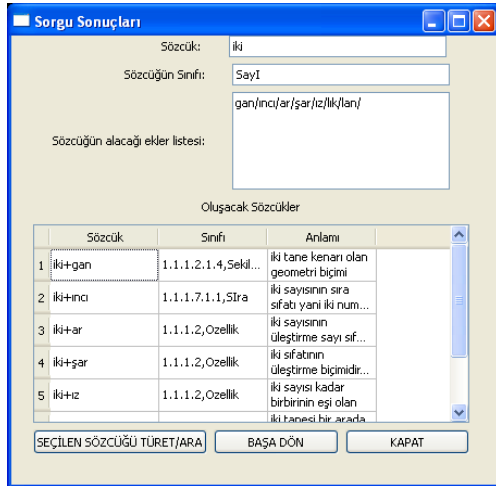 Sorgu Sonuçları
Sözcük: iki
Sözcüğün Sınıfı: SayI
Sözcüğün alacağı ekler listesi: gan/ıncı/ar/şar/ız/lık/lan/
Oluşacak Sözcükler
Sözcük Sınıfı Anlamı
1 iki+gan 1.1.1.2.1.4,Sekil... iki tane kenarı olan
geometri biçimi
2 iki+ıncı 1.1.1.7.1.1,SIra iki sayısının sıra
sıfatı yani iki num...
3 iki+ar 1.1.1.2,Ozellik iki sayısının
üleştirme sayı sıf...
4 iki+şar 1.1.1.2,Ozellik iki sıfatının
üleştirme biçimidir...
5 iki+ız 1.1.1.2,Ozellik iki sayısı kadar
birbirinin eşi olan
iki tanesi bir arada
SEÇİLEN SÖZCÜĞÜ TÜRET/ARA BAŞA DÖN KAPAT